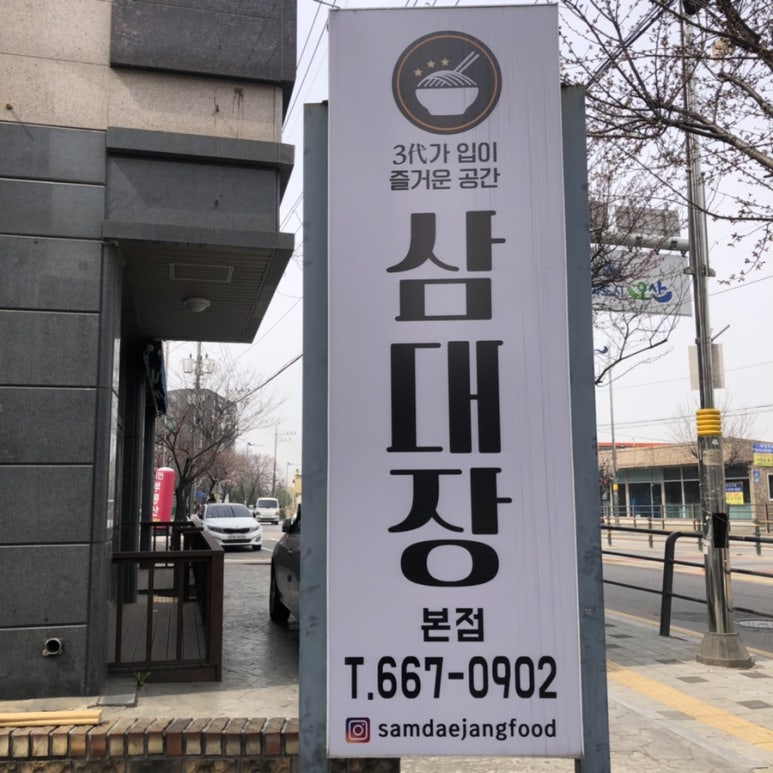 3代가 입이
즐거운 공간
삼대장
본점
T.667-0902
samdaejangfood